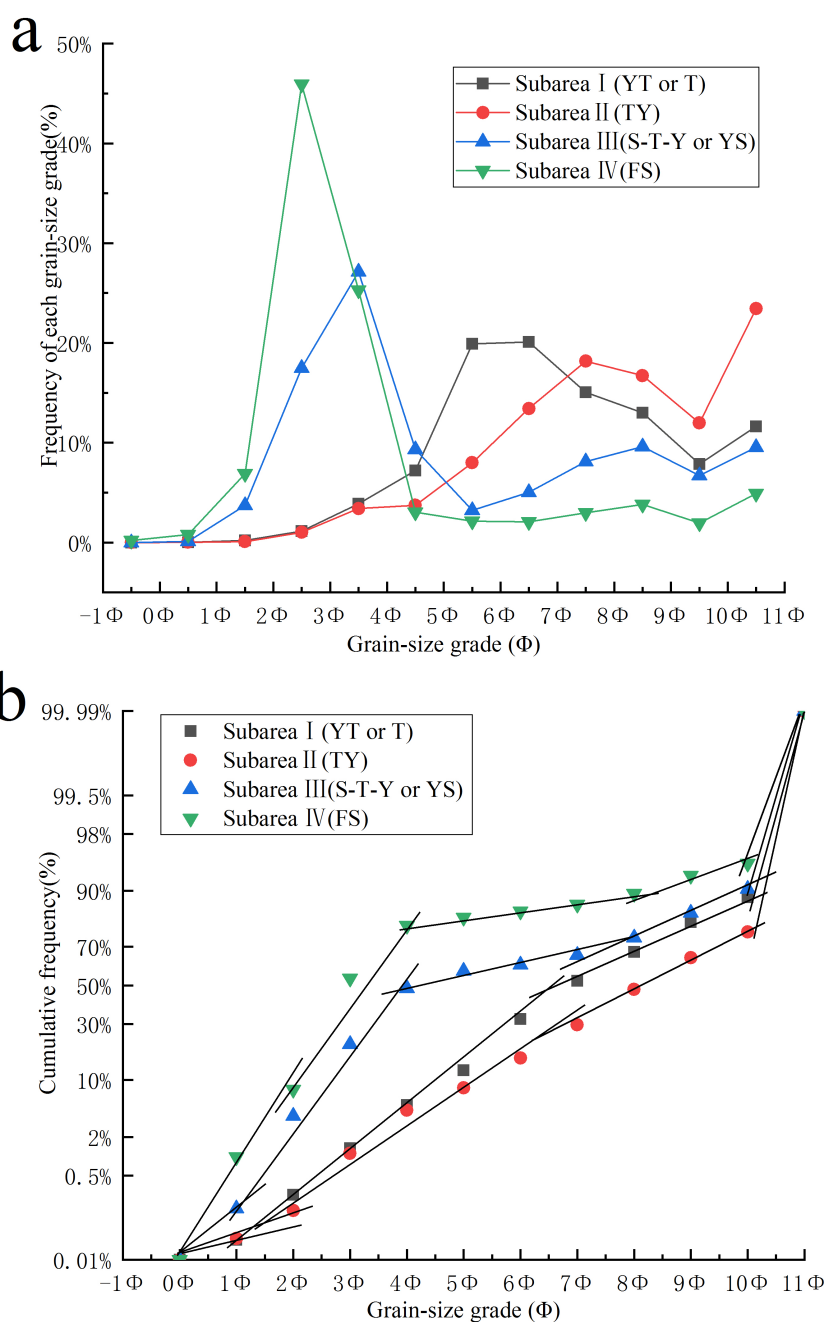 a
50%
40%
30%
20%
10%
0%
Frequency of each grain-size grade(%)
Subarea Ⅰ (YT or T)
Subarea Ⅱ (TY)
Subarea Ⅲ(S-T-Y or YS)
Subarea Ⅳ(FS)
-1Φ 0Φ 1Φ 2Φ 3Φ 4Φ 5Φ 6Φ 7Φ 8Φ 9Φ 10Φ 11Φ
Grain-size grade (Φ)
b
99.99%
99.5%
98%
90%
70%
50%
30%
10%
2%
0.5%
0.01%
Cumulative frequency(%)
Subarea Ⅰ (YT or T)
Subarea Ⅱ (TY)
Subarea Ⅲ(S-T-Y or YS)
Subarea Ⅳ(FS)
-1Φ 0Φ 1Φ 2Φ 3Φ 4Φ 5Φ 6Φ 7Φ 8Φ 9Φ 10Φ 11Φ
Grain-size grade (Φ)